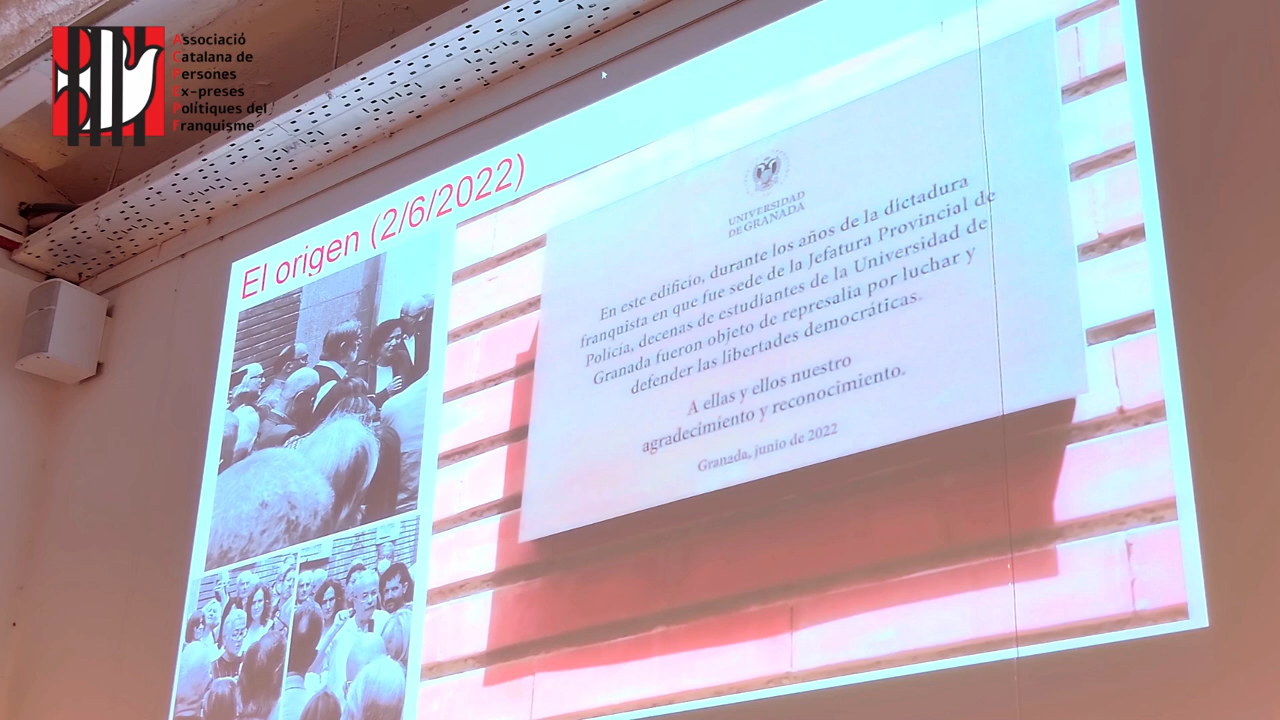 Associació
Catalana de
Persones
Ex-preses
Polítiques del
Franquisme
El origen (2/6/2022)
UNIVERSIDAD
DE GRANADA
En este edificio, durante los años de la dictadura
franquista en que fue sede de la Jefatura Provincial de
Policía, decenas de estudiantes de la Universidad de
Granada fueron objeto de represalia por luchar y
defender las libertades democráticas.
A ellas y ellos nuestro
agradecimiento y reconocimiento.
Granada, junio de 2022